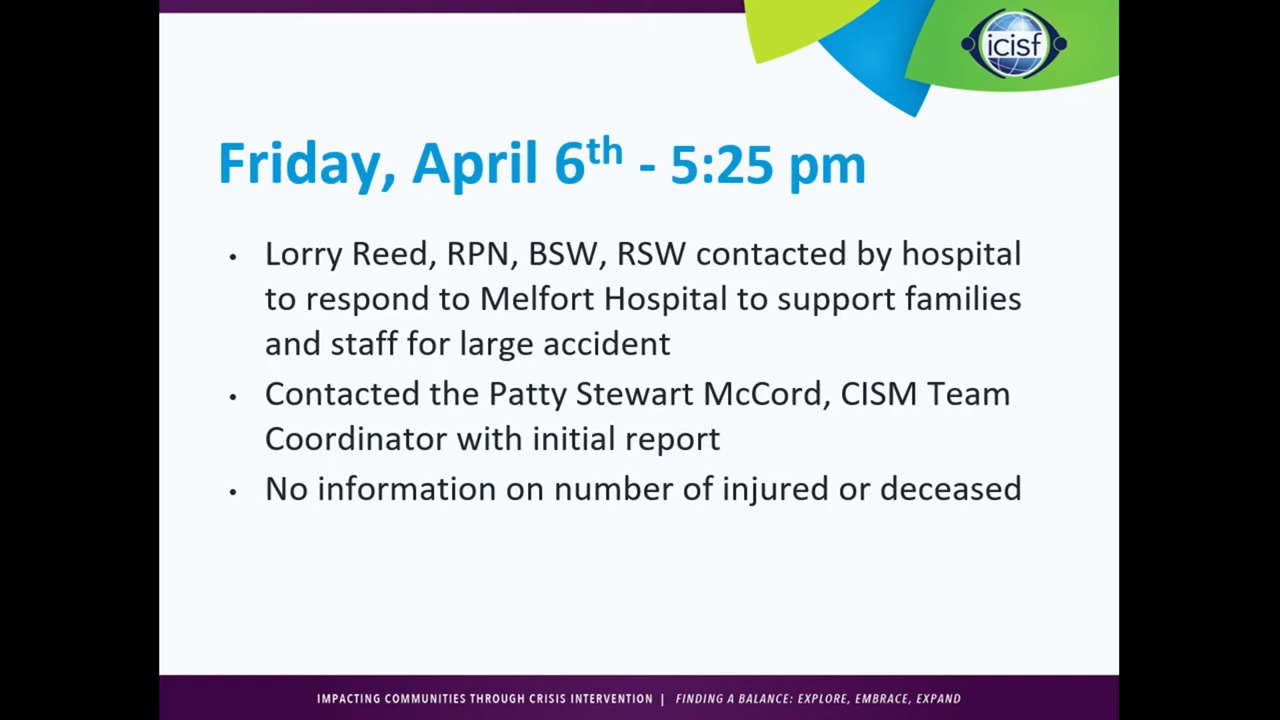 icisf
Friday, April 6th - 5:25 pm
• Lorry Reed, RPN, BSW, RSW contacted by hospital
to respond to Melfort Hospital to support families
and staff for large accident
• Contacted the Patty Stewart McCord, CISM Team
Coordinator with initial report
• No information on number of injured or deceased
IMPACTING COMMUNITIES THROUGH CRISIS INTERVENTION | FINDING A BALANCE: EXPLORE, EMBRACE, EXPAND